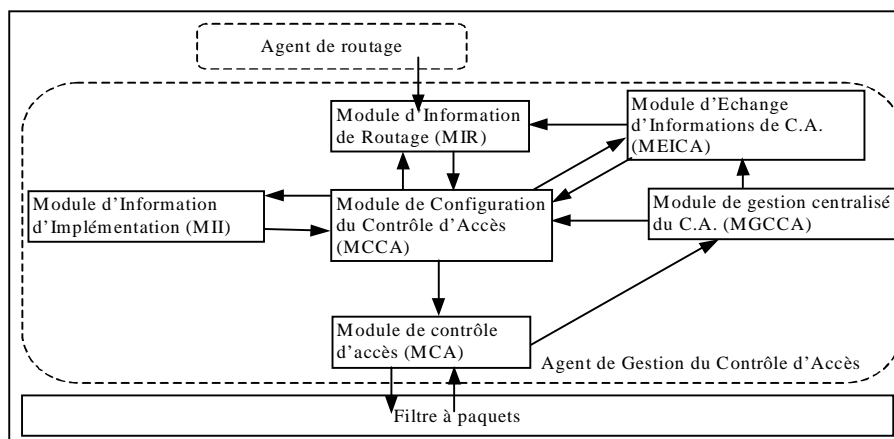 Agent de routage
Module d'Information
de Routage (MIR)
Module d'Echange
d'Informations de C.A.
(MEICA)
Module d'Information
d'Implémentation (MII)
Module de Configuration
du Contrôle d'Accès
(MCCA)
Module de gestion centralisé
du C.A. (MGCCA)
Module de contrôle
d'accès (MCA)
Agent de Gestion du Contrôle d'Accès
Filtre à paquets